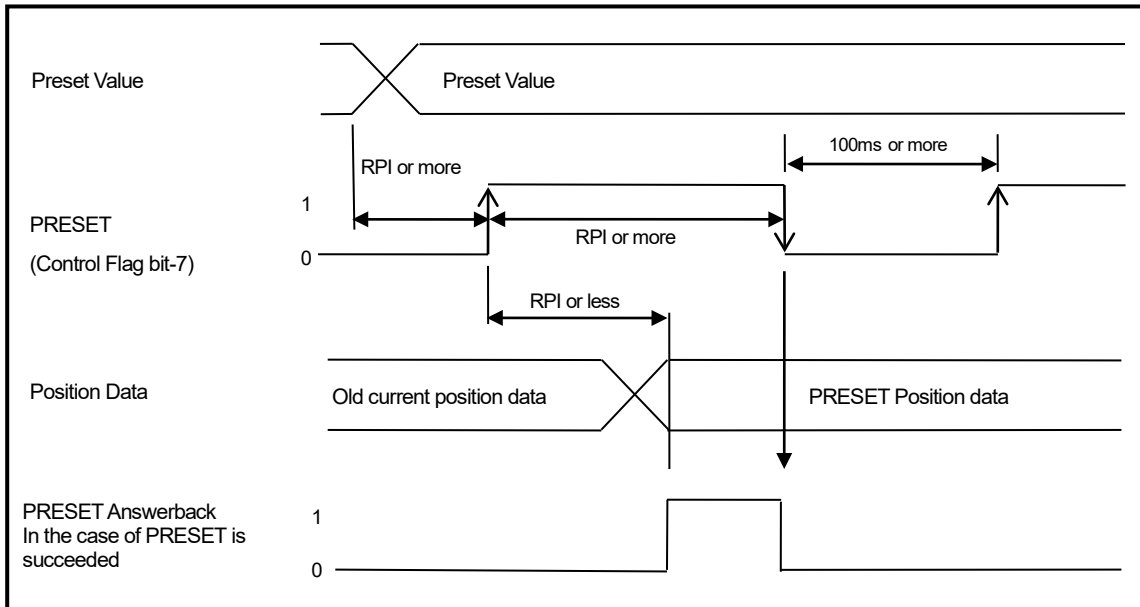 Preset Value
Preset Value
100ms or more
RPI or more
1
PRESET
RPI or more
(Control Flag bit-7)
0
RPI or less
Position Data
Old current position data
PRESET Position data
PRESET Answerback
In the case of PRESET is
succeeded
1
0